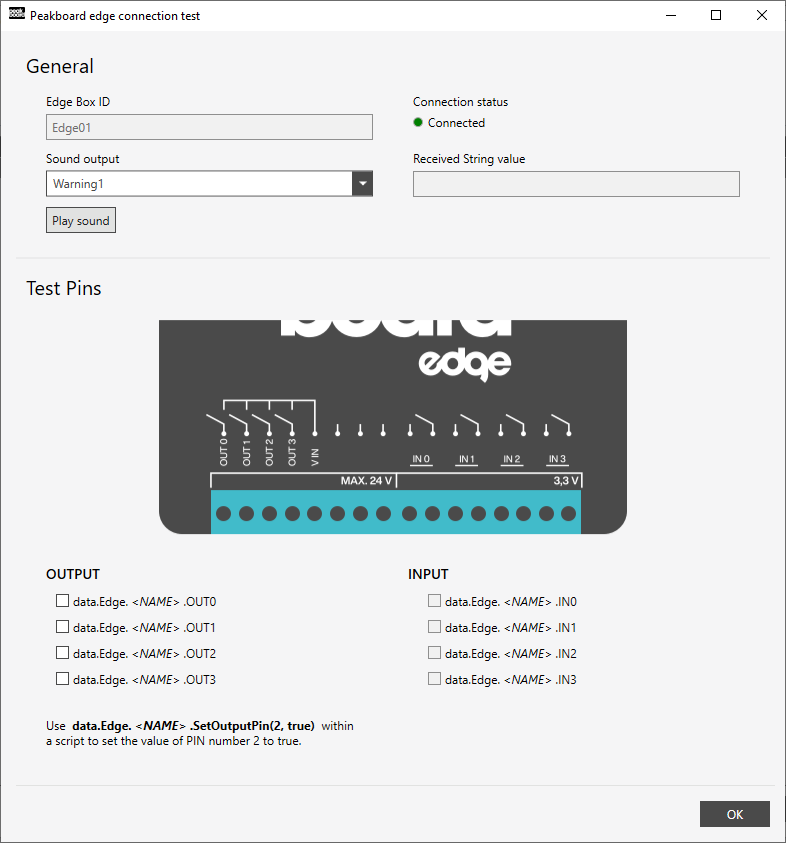 peak
board
Peakboard edge connection test
General
Edge Box ID
Edge01
Connection status
Connected
Sound output
Warning1
Received String value
Play sound
Test Pins
board
edge
OUT 0
OUT 1
OUT 2
OUT 3
V IN
IN 0
IN 1
IN 2
IN 3
MAX. 24 V
3,3 V
OUTPUT
data.Edge. <NAME> .OUT0
data.Edge. <NAME> .OUT1
data.Edge. <NAME> .OUT2
data.Edge. <NAME> .OUT3
INPUT
data.Edge. <NAME> .IN0
data.Edge. <NAME> .IN1
data.Edge. <NAME> .IN2
data.Edge. <NAME> .IN3
Use data.Edge. <NAME> .SetOutputPin(2, true) within
a script to set the value of PIN number 2 to true.
OK